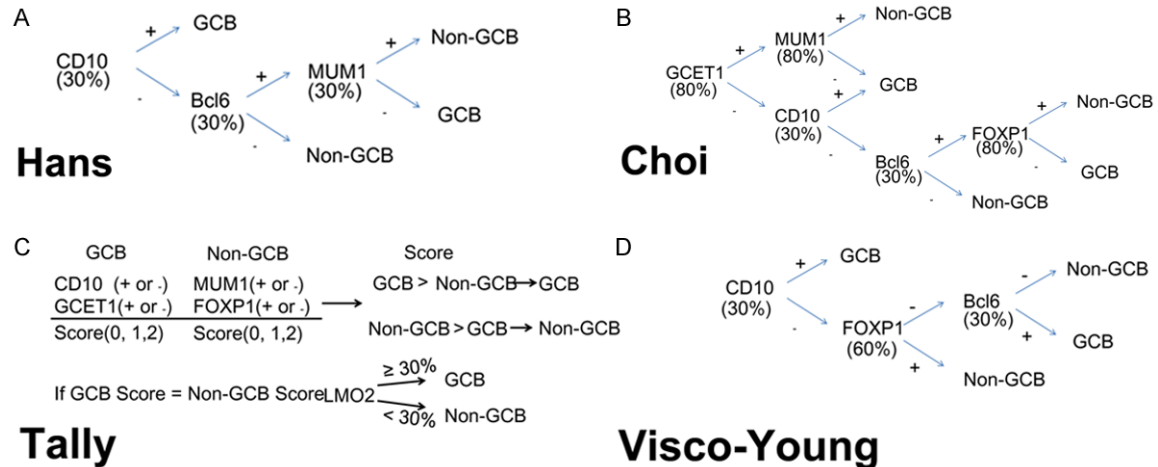 A
GCB
+
CD10
(30%)
-
Bcl6
(30%)
+
MUM1
(30%)
+
Non-GCB
-
GCB
-
Non-GCB
Hans
B
+
Non-GCB
MUM1
(80%)
+
GCET1
(80%)
-
-
+
GCB
CD10
(30%)
-
Bcl6
(30%)
+
FOXP1
(80%)
+
Non-GCB
-
GCB
-
Non-GCB
Choi
C
GCB Non-GCB Score
CD10 (+ or -) MUM1(+ or -)
GCET1(+ or -) FOXP1(+ or -)
Score(0, 1,2) Score(0, 1,2)
GCB > Non-GCB GCB
Non-GCB>GCB Non-GCB
If GCB Score = Non-GCB ScoreLMO2
≥ 30%
GCB
< 30%
Non-GCB
Tally
D
GCB
+
CD10
(30%)
-
FOXP1
(60%)
-
Bcl6
(30%)
-
Non-GCB
+
GCB
+
Non-GCB
Visco-Young